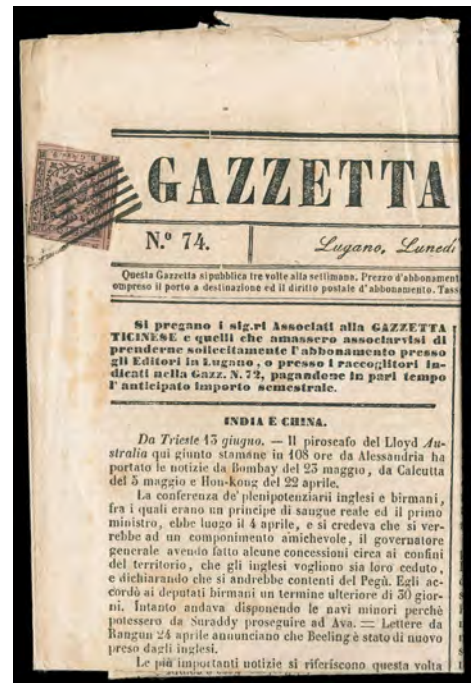 GAZZETTA
N.º 74.
Lugano, Lunedì
Questa Gazzetta si pubblica tre volte alla settimana. Prezzo d'abbonament
ompreso il porto a destinazione ed il diritto postale d'abbonamento. Tass
Si pregano i sig.ri Associati alla GAZZETTA
TICINESE e quelli che amassero associarvisi di
prenderne sollecitamente l'abbonamento presso
gli Editori in Lugano, o presso i raccoglitori in-
dicati nella Gazz. N. 72, pagandone in pari tempo
l'anticipato importo semestrale.
INDIA E CHINA.
Da Trieste 13 giugno. — Il piroscafo del Lloyd Au-
stralia qui giunto stamane in 108 ore da Alessandria ha
portato le notizie da Bombay del 23 maggio, da Calcutta
del 5 maggio e Hon-kong del 22 aprile.
La conferenza de' plenipotenziarii inglesi e birmani,
fra i quali erano un principe di sangue reale ed il primo
ministro, ebbe luogo il 4 aprile, e si credeva che si ver-
rebbe ad un componimento amichevole, il governatore
generale avendo fatto alcune concessioni circa ai confini
del territorio, che gli inglesi vogliono sia loro ceduto,
e dichiarando che si andrebbe contenti del Pegù. Egli ac-
cordò ai deputati birmani un termine ulteriore di 30 gior-
ni. Intanto andava disponendo le navi minori perchè
potessero da Suraddy proseguire ad Ava. = Lettere da
Rangun 24 aprile annunciano che Beeling è stato di nuovo
preso dagli inglesi.
Le più importanti notizie si riferiscono questa volta